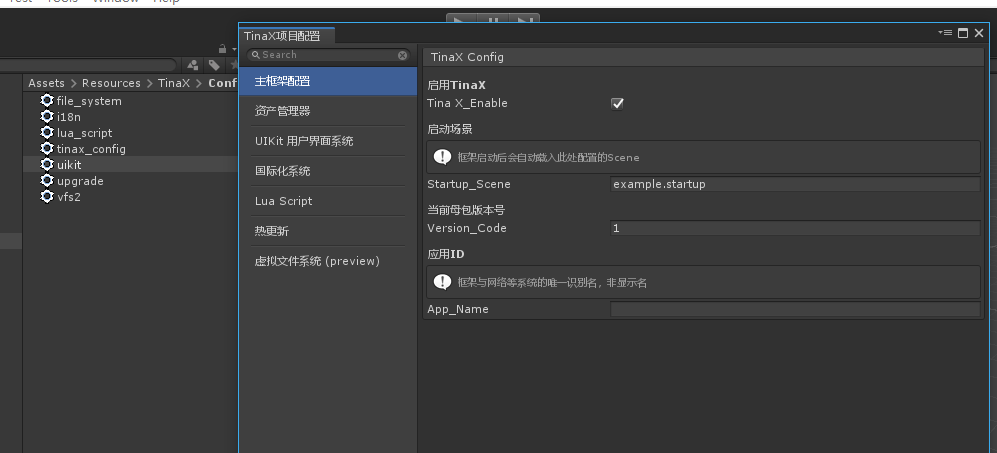 Test Tools Window Help
TinaX项目配置
Search
TinaX Config
Assets > Resources > TinaX > Conf
file_system
i18n
lua_script
tinax_config
uikit
upgrade
vfs2
主框架配置
资产管理器
UIKit 用户界面系统
国际化系统
Lua Script
热更新
虚拟文件系统 (preview)
启用TinaX
Tina X_Enable
启动场景
框架启动后会自动载入此处配置的Scene
Startup_Scene example.startup
当前母包版本号
Version_Code 1
应用ID
框架与网络等系统的唯一识别名，非显示名
App_Name